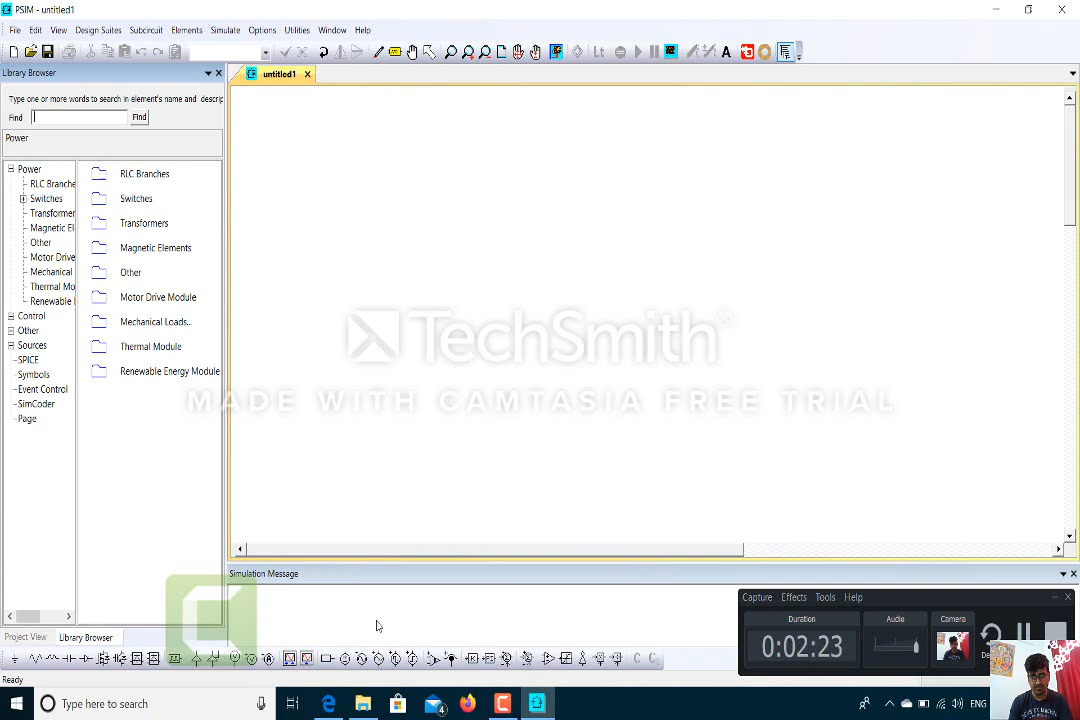 PSIM - untitled1
File Edit View Design Suites Subcircuit Elements Simulate Options Utilities Window Help
Lt A
Library Browser
untitled1
Type one or more words to search in element's name and descrip
Find Find
Power
Power
RLC Branche
Switches
Transformer
Magnetic El
Other
Motor Drive
Mechanical
Thermal Mo
Renewable I
Control
Other
Sources
SPICE
Symbols
Event Control
SimCoder
Page
RLC Branches
Switches
Transformers
Magnetic Elements
Other
Motor Drive Module
Mechanical Loads...
Thermal Module
Renewable Energy Module
TechSmith
MADE WITH CAMTASIA FREE TRIAL
Simulation Message
Capture Effects Tools Help
Duration
0:02:23
Audio
Camera
De
Project View Library Browser
Ready
Type here to search
4
ENG